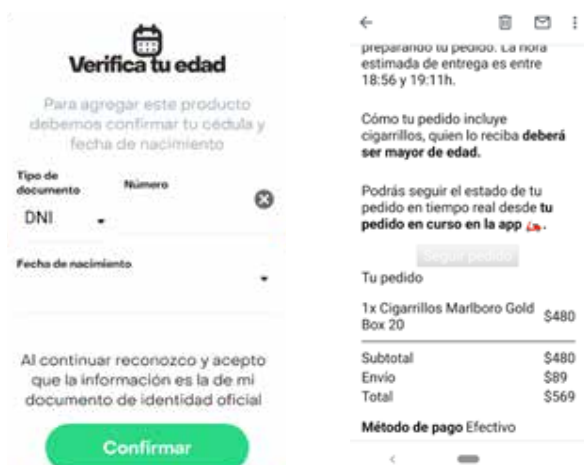 Verifica tu edad
Para agregar este producto
debemos confirmar tu cédula y
fecha de nacimiento
Tipo de
documento
Número
DNI
Fecha de nacimiento
Al continuar reconozco y acepto
que la información es la de mi
documento de identidad oficial
Confirmar
preparando tu pedido. La hora
estimada de entrega es entre
18:56 y 19:11h.
Cómo tu pedido incluye
cigarrillos, quien lo reciba deberá
ser mayor de edad.
Podrás seguir el estado de tu
pedido en tiempo real desde tu
pedido en curso en la app 🛵.
Seguir pedido
Tu pedido
1x Cigarrillos Marlboro Gold
Box 20 $480
Subtotal $480
Envío $89
Total $569
Método de pago Efectivo